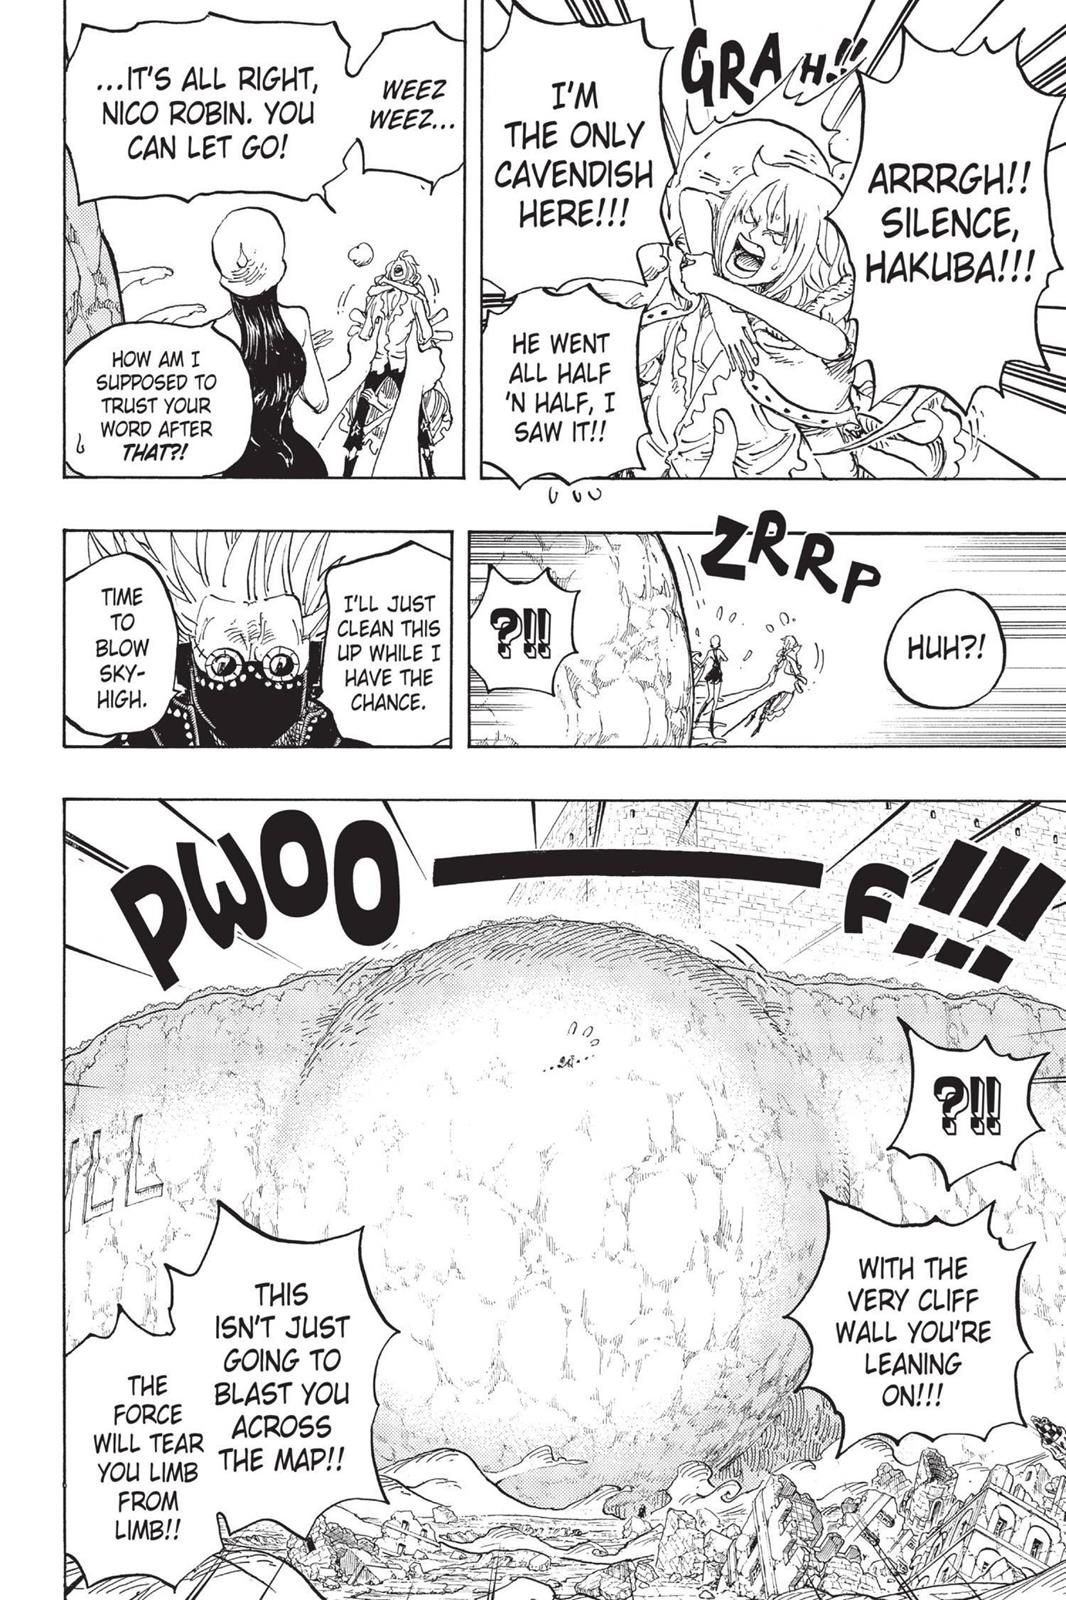 ARRRGH!!
SILENCE,
HAKUBA!!!
GRAH!!
I'M
THE ONLY
CAVENDISH
HERE!!!
HE WENT
ALL HALF
'N HALF, I
SAW IT!!
WEEZ
WEEZ...
...IT'S ALL RIGHT,
NICO ROBIN. YOU
CAN LET GO!
HOW AM I
SUPPOSED TO
TRUST YOUR
WORD AFTER
THAT?!
HUH?!
ZRRP
?!!
I'LL JUST
CLEAN THIS
UP WHILE I
HAVE THE
CHANCE.
TIME
TO
BLOW
SKY-
HIGH.
PWOO—F!!!
?!!
WITH THE
VERY CLIFF
WALL YOU'RE
LEANING
ON!!!
THIS
ISN'T JUST
GOING TO
BLAST YOU
ACROSS
THE MAP!!
THE
FORCE
WILL TEAR
YOU LIMB
FROM
LIMB!!